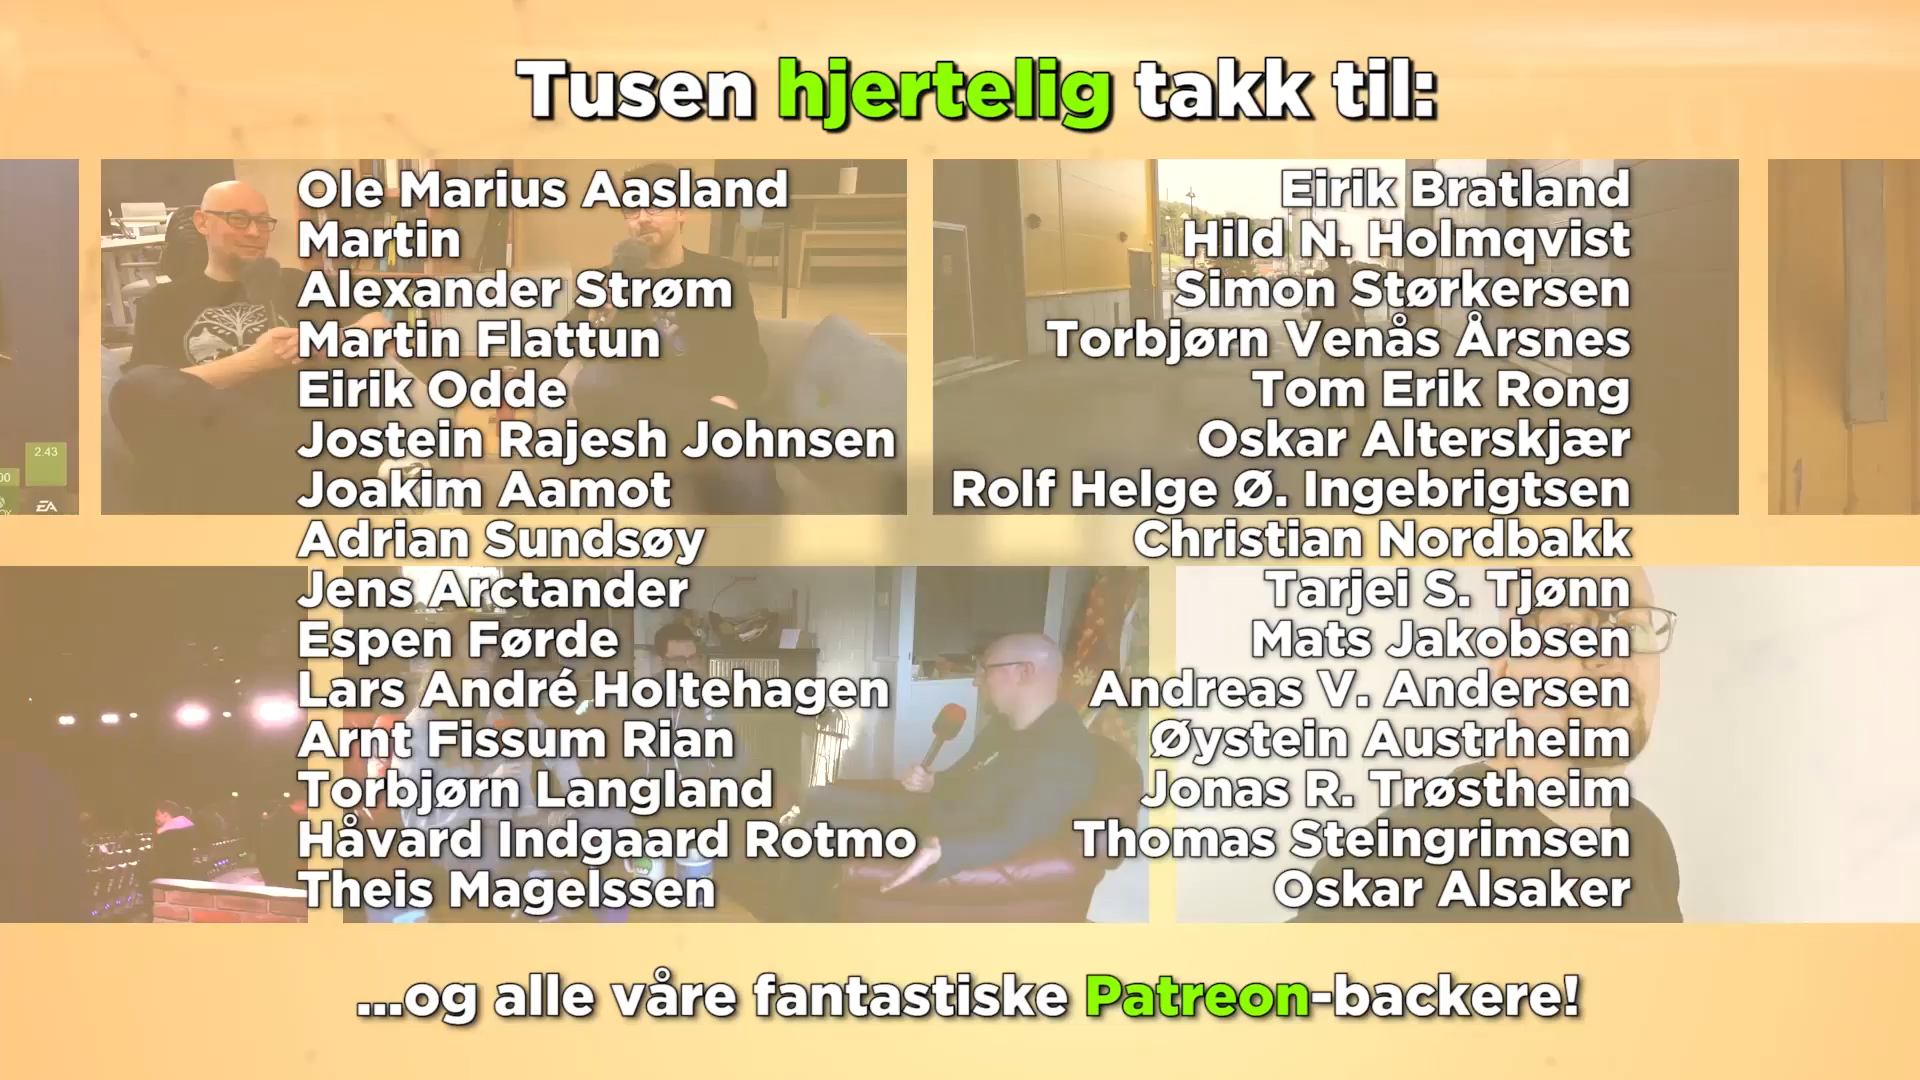 Tusen hjertelig takk til:
Ole Marius Aasland
Martin
Alexander Strøm
Martin Flattun
Eirik Odde
Jostein Rajesh Johnsen
Joakim Aamot
Adrian Sundsøy
Jens Arctander
Espen Førde
Lars André Holtehagen
Arnt Fissum Rian
Torbjørn Langland
Håvard Indgaard Rotmo
Theis Magelssen
Eirik Bratland
Hild N. Holmqvist
Simon Størkersen
Torbjørn Venås Årsnes
Tom Erik Rong
Oskar Alterskjær
Rolf Helge Ø. Ingebrigtsen
Christian Nordbakk
Tarjei S. Tjønn
Mats Jakobsen
Andreas V. Andersen
Øystein Austrheim
Jonas R. Trøstheim
Thomas Steingrimsen
Oskar Alsaker
2.43
00
EA
...og alle våre fantastiske Patreon-backere!